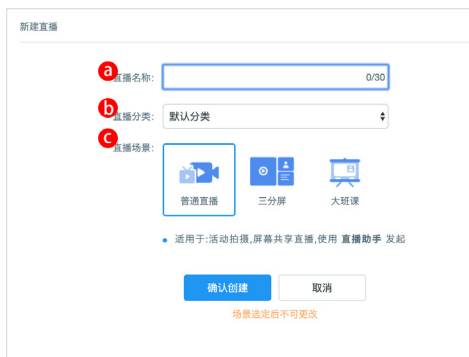 新建直播
a
直播名称: 0/30
b
直播分类: 默认分类
c
直播场景:
普通直播 三分屏 大班课
适用于:活动拍摄,屏幕共享直播,使用 直播助手 发起
确认创建 取消
场景选定后不可更改